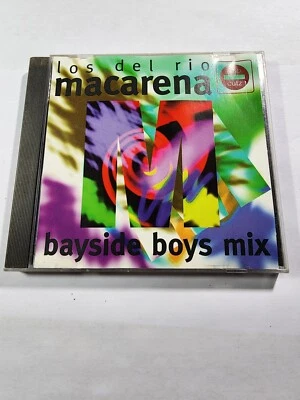 los del rio
macarena
M
bayside boys mix